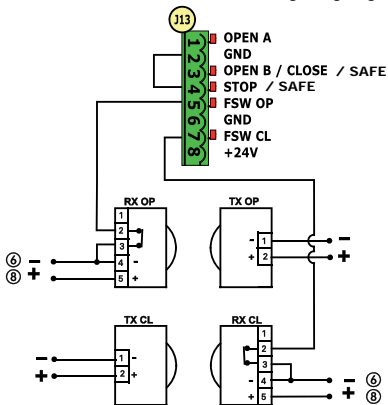 J13
1 OPEN A
2 GND
3 OPEN B / CLOSE / SAFE
4 STOP / SAFE
5 FSW OP
6 GND
7 FSW CL
8 +24V
RX OP
TX OP
1
2
3
4 -
5 +
⑥ −
⑧ +
- 1
+ 2
−
+
TX CL
RX CL
−
+
1 -
2 +
1
2
3
- 4
+ 5
− ⑥
+ ⑧